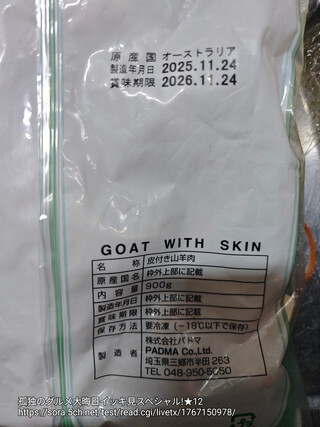 原産国 オーストラリア
製造年月日 2025.11.24
賞味期限 2026.11.24
GOAT WITH SKIN
名称 皮付き山羊肉
原産国名 枠外上部に記載
内容量 900g
製造年月日 枠外上部に記載
賞味期限 枠外上部に記載
保存方法 要冷凍(-18℃以下で保存)
製造者 株式会社パドマ
PADMA Co.,Ltd.
埼玉県三郷市半田 263
TEL 048-950-5050
孤独のグルメ大晦日イッキ見スペシャル!★12
https://sora.5ch.net/test/read.cgi/livetx/1767150978/